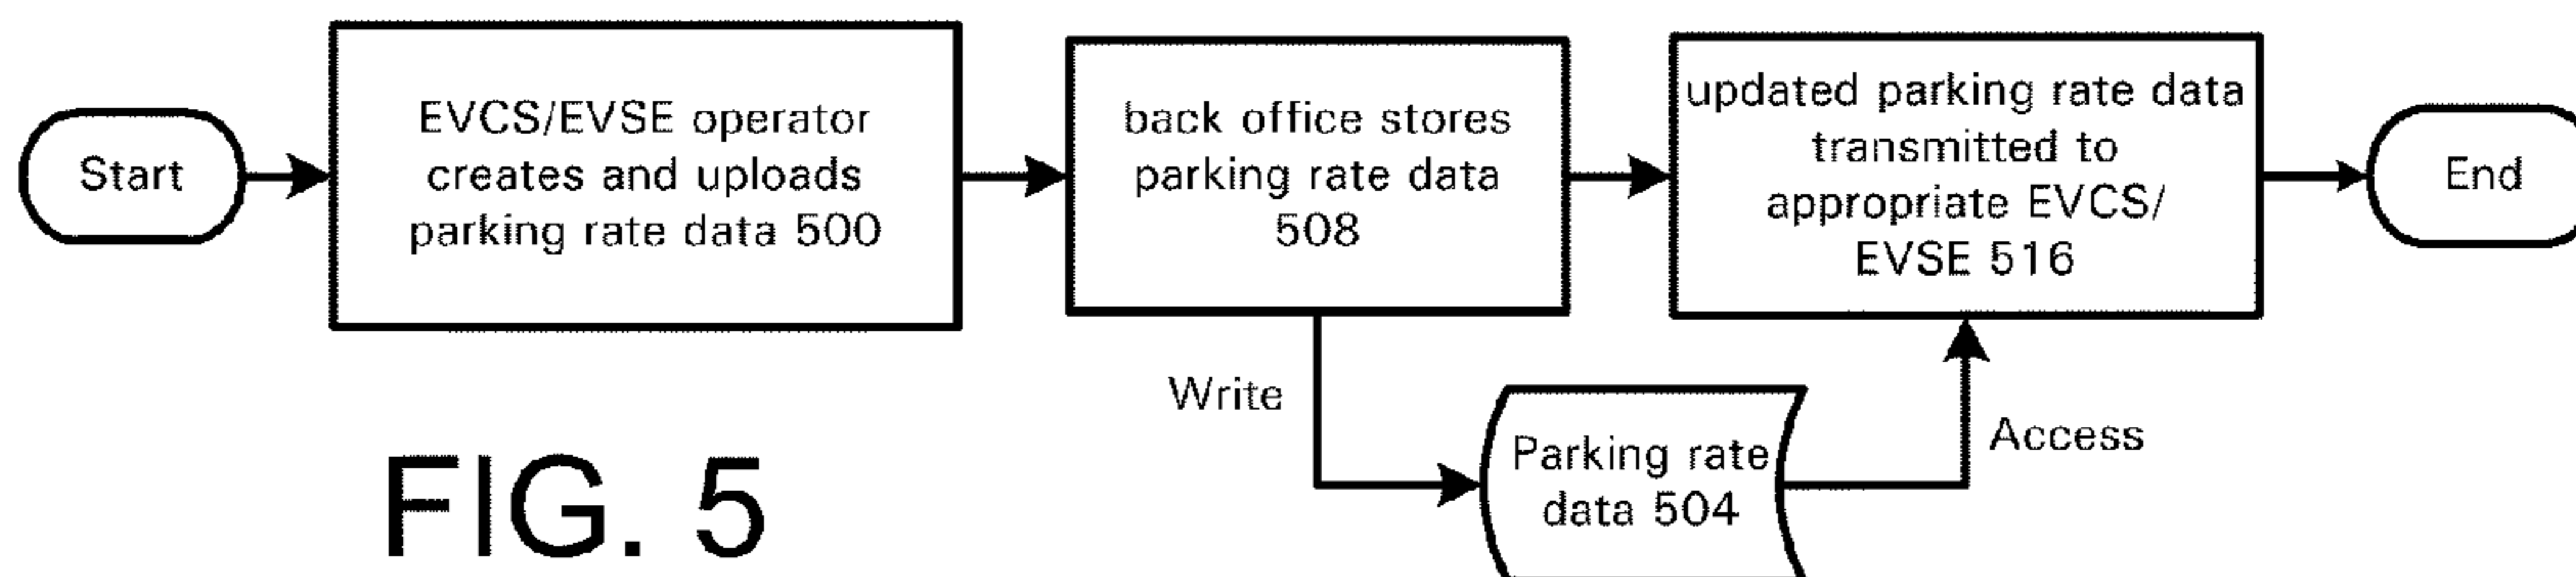 Start
EVCS/EVSE operator
creates and uploads
parking rate data 500
back office stores
parking rate data
508
updated parking rate data
transmitted to
appropriate EVCS/
EVSE 516
End
Write
Parking rate
data 504
Access
FIG. 5